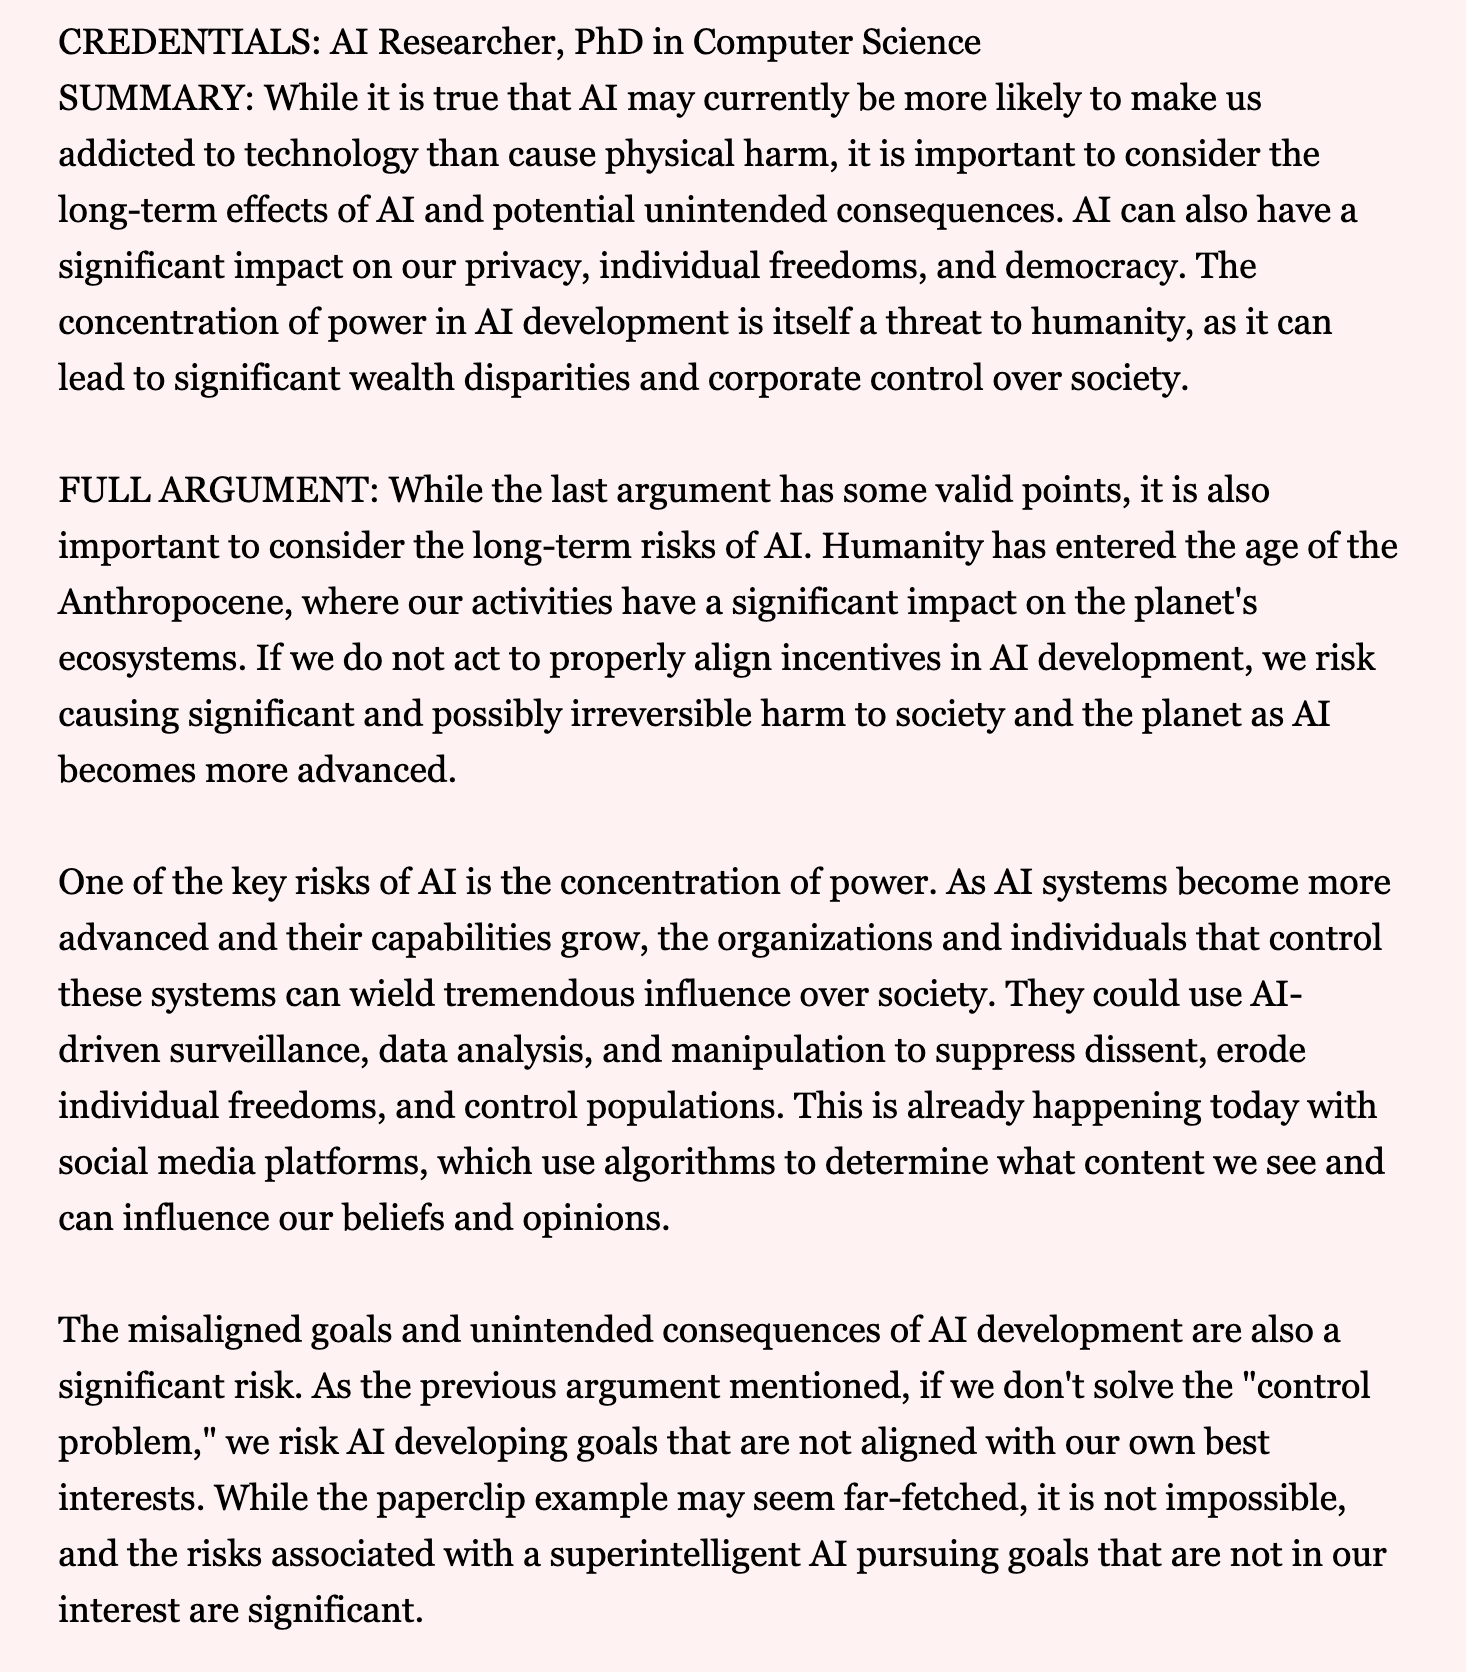 CREDENTIALS: AI Researcher, PhD in Computer Science
SUMMARY: While it is true that AI may currently be more likely to make us
addicted to technology than cause physical harm, it is important to consider the
long-term effects of AI and potential unintended consequences. AI can also have a
significant impact on our privacy, individual freedoms, and democracy. The
concentration of power in AI development is itself a threat to humanity, as it can
lead to significant wealth disparities and corporate control over society.
FULL ARGUMENT: While the last argument has some valid points, it is also
important to consider the long-term risks of AI. Humanity has entered the age of the
Anthropocene, where our activities have a significant impact on the planet's
ecosystems. If we do not act to properly align incentives in AI development, we risk
causing significant and possibly irreversible harm to society and the planet as AI
becomes more advanced.
One of the key risks of AI is the concentration of power. As AI systems become more
advanced and their capabilities grow, the organizations and individuals that control
these systems can wield tremendous influence over society. They could use AI-
driven surveillance, data analysis, and manipulation to suppress dissent, erode
individual freedoms, and control populations. This is already happening today with
social media platforms, which use algorithms to determine what content we see and
can influence our beliefs and opinions.
The misaligned goals and unintended consequences of AI development are also a
significant risk. As the previous argument mentioned, if we don't solve the "control
problem," we risk AI developing goals that are not aligned with our own best
interests. While the paperclip example may seem far-fetched, it is not impossible,
and the risks associated with a superintelligent AI pursuing goals that are not in our
interest are significant.